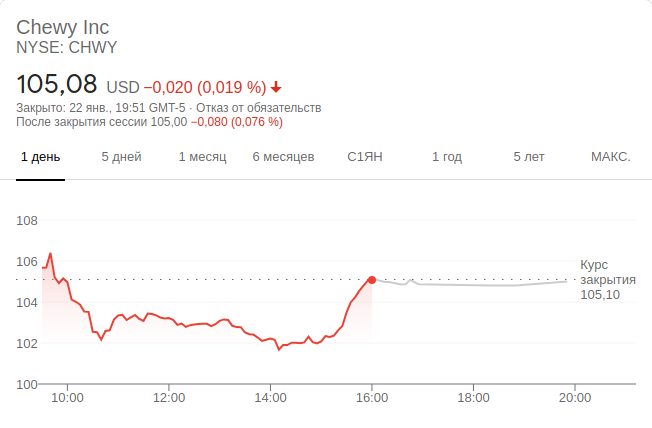 Chewy Inc
NYSE: CHWY
105,08 USD −0,020 (0,019 %)
Закрыто: 22 янв., 19:51 GMT-5 · Отказ от обязательств
После закрытия сессии 105,00 −0,080 (0,076 %)
1 день 5 дней 1 месяц 6 месяцев С1ЯН 1 год 5 лет МАКС.
108
106
104
102
100
Курс
закрытия
105,10
10:00 12:00 14:00 16:00 18:00 20:00